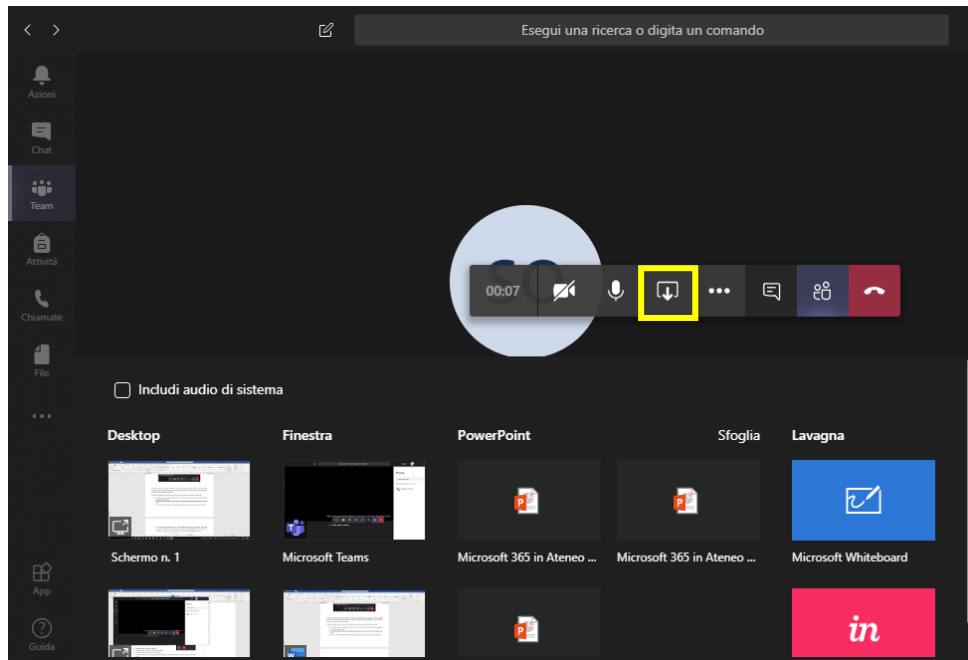 Esegui una ricerca o digita un comando
Azioni
Chat
Team
Attività
Chiamate
File
App
Guida
SO
00:07
Includi audio di sistema
Desktop
Finestra
PowerPoint
Sfoglia
Lavagna
Schermo n. 1
Microsoft Teams
Microsoft 365 in Ateneo ...
Microsoft 365 in Ateneo ...
Microsoft Whiteboard
in